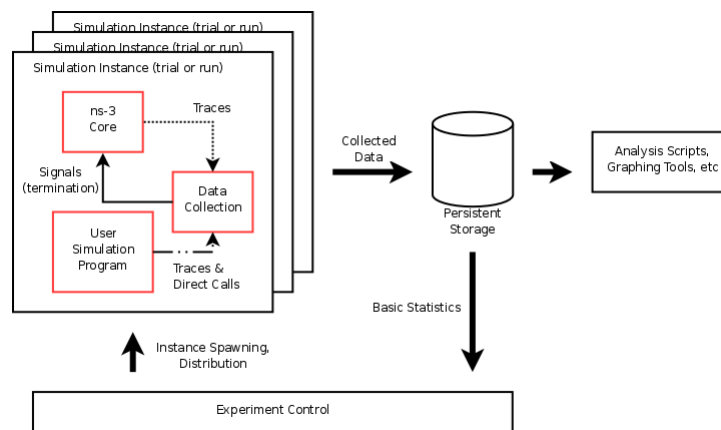 Simulation Instance (trial or run)
Simulation Instance (trial or run)
Simulation Instance (trial or run)
ns-3
Core
Traces
Signals
(termination)
Data
Collection
User
Simulation
Program
Traces &
Direct Calls
Collected
Data
Persistent
Storage
Analysis Scripts,
Graphing Tools, etc
Basic Statistics
Instance Spawning,
Distribution
Experiment Control